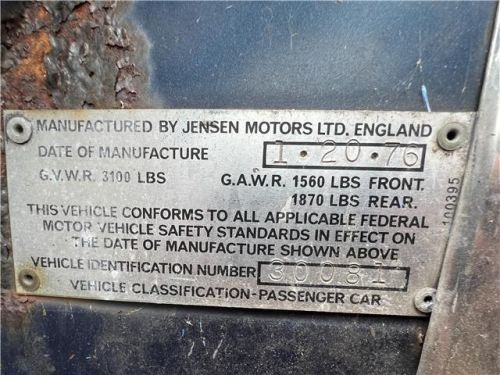 MANUFACTURED BY JENSEN MOTORS LTD. ENGLAND
DATE OF MANUFACTURE 1·20·76
G.V.W.R. 3100 LBS G.A.W.R. 1560 LBS FRONT.
1870 LBS REAR.
THIS VEHICLE CONFORMS TO ALL APPLICABLE FEDERAL
MOTOR VEHICLE SAFETY STANDARDS IN EFFECT ON
THE DATE OF MANUFACTURE SHOWN ABOVE
VEHICLE IDENTIFICATION NUMBER 30081
VEHICLE CLASSIFICATION-PASSENGER CAR
100395